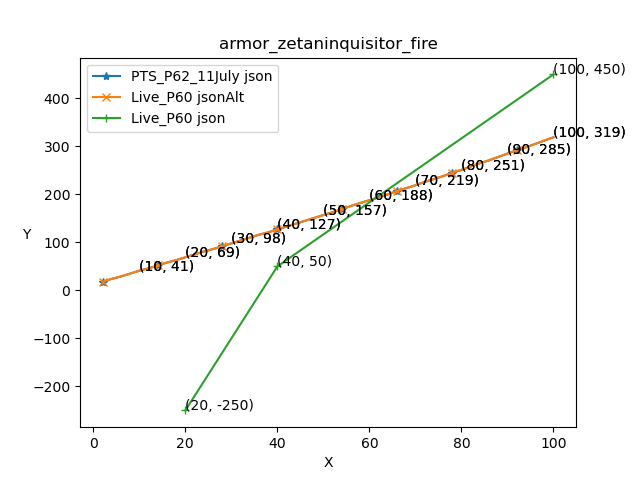 armor_zetaninquisitor_fire
PTS_P62_11July json
Live_P60 jsonAlt
Live_P60 json
(100, 450)
(100, 319)
(90, 285)
(80, 251)
(70, 219)
(60, 188)
(50, 157)
(40, 127)
(30, 98)
(20, 69)
(10, 41)
(40, 50)
(20, -250)
Y
400
300
200
100
0
−100
−200
0 20 40 60 80 100
X